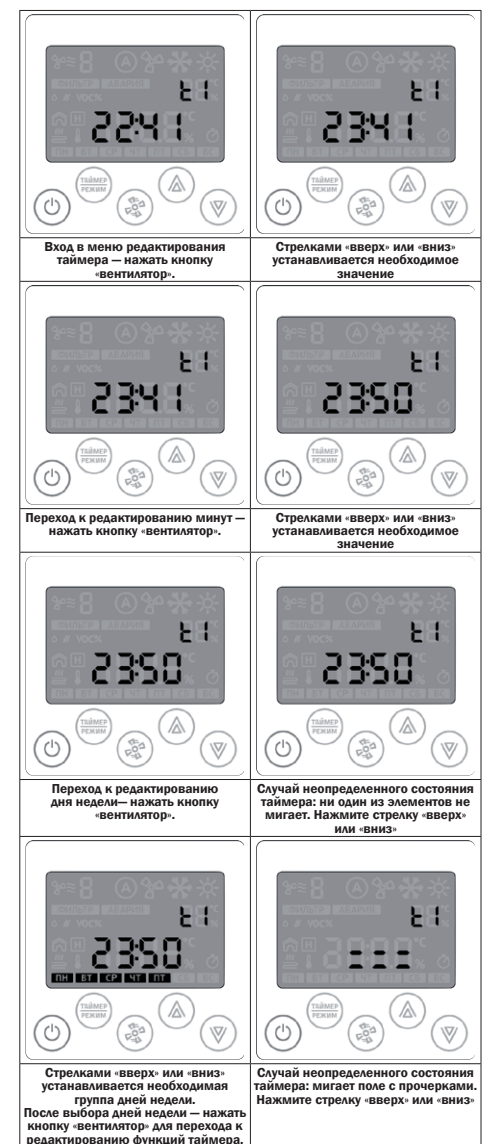 t1
22:41
ТАЙМЕР
РЕЖИМ
Вход в меню редактирования
таймера — нажать кнопку
«вентилятор».
t1
23:41
ТАЙМЕР
РЕЖИМ
Стрелками «вверх» или «вниз»
устанавливается необходимое
значение
t1
23:41
ТАЙМЕР
РЕЖИМ
Переход к редактированию минут —
нажать кнопку «вентилятор».
t1
23:50
ТАЙМЕР
РЕЖИМ
Стрелками «вверх» или «вниз»
устанавливается необходимое
значение
t1
23:50
ТАЙМЕР
РЕЖИМ
Переход к редактированию
дня недели— нажать кнопку
«вентилятор».
t1
23:50
ТАЙМЕР
РЕЖИМ
Случай неопределенного состояния
таймера: ни один из элементов не
мигает. Нажмите стрелку «вверх»
или «вниз»
t1
23:50
ПН ВТ СР ЧТ ПТ СБ ВС
ТАЙМЕР
РЕЖИМ
Стрелками «вверх» или «вниз»
устанавливается необходимая
группа дней недели.
После выбора дней недели — нажать
кнопку «вентилятор» для перехода к
редактированию функций таймера.
t1
ТАЙМЕР
РЕЖИМ
Случай неопределенного состояния
таймера: мигает поле с прочерками.
Нажмите стрелку «вверх» или «вниз»